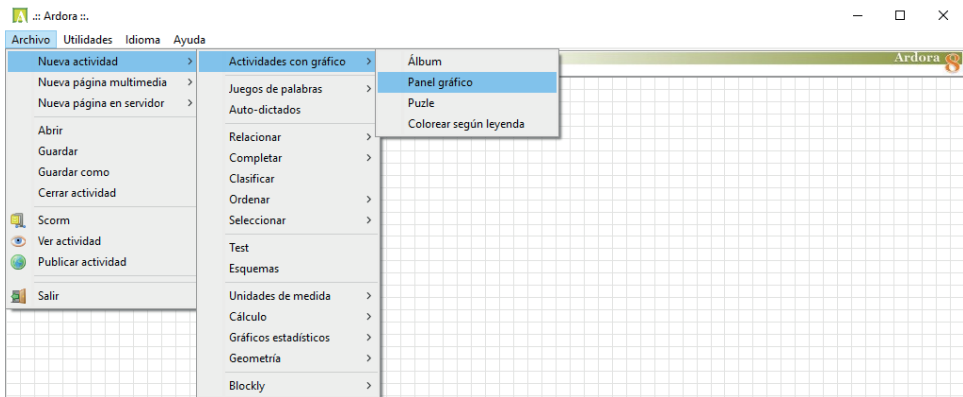 .:: Ardora ::.
Archivo Utilidades Idioma Ayuda
Ardora 8
Nueva actividad
Nueva página multimedia
Nueva página en servidor
Abrir
Guardar
Guardar como
Cerrar actividad
Scorm
Ver actividad
Publicar actividad
Salir
Actividades con gráfico
Juegos de palabras
Auto-dictados
Relacionar
Completar
Clasificar
Ordenar
Seleccionar
Test
Esquemas
Unidades de medida
Cálculo
Gráficos estadísticos
Geometría
Blockly
Álbum
Panel gráfico
Puzle
Colorear según leyenda